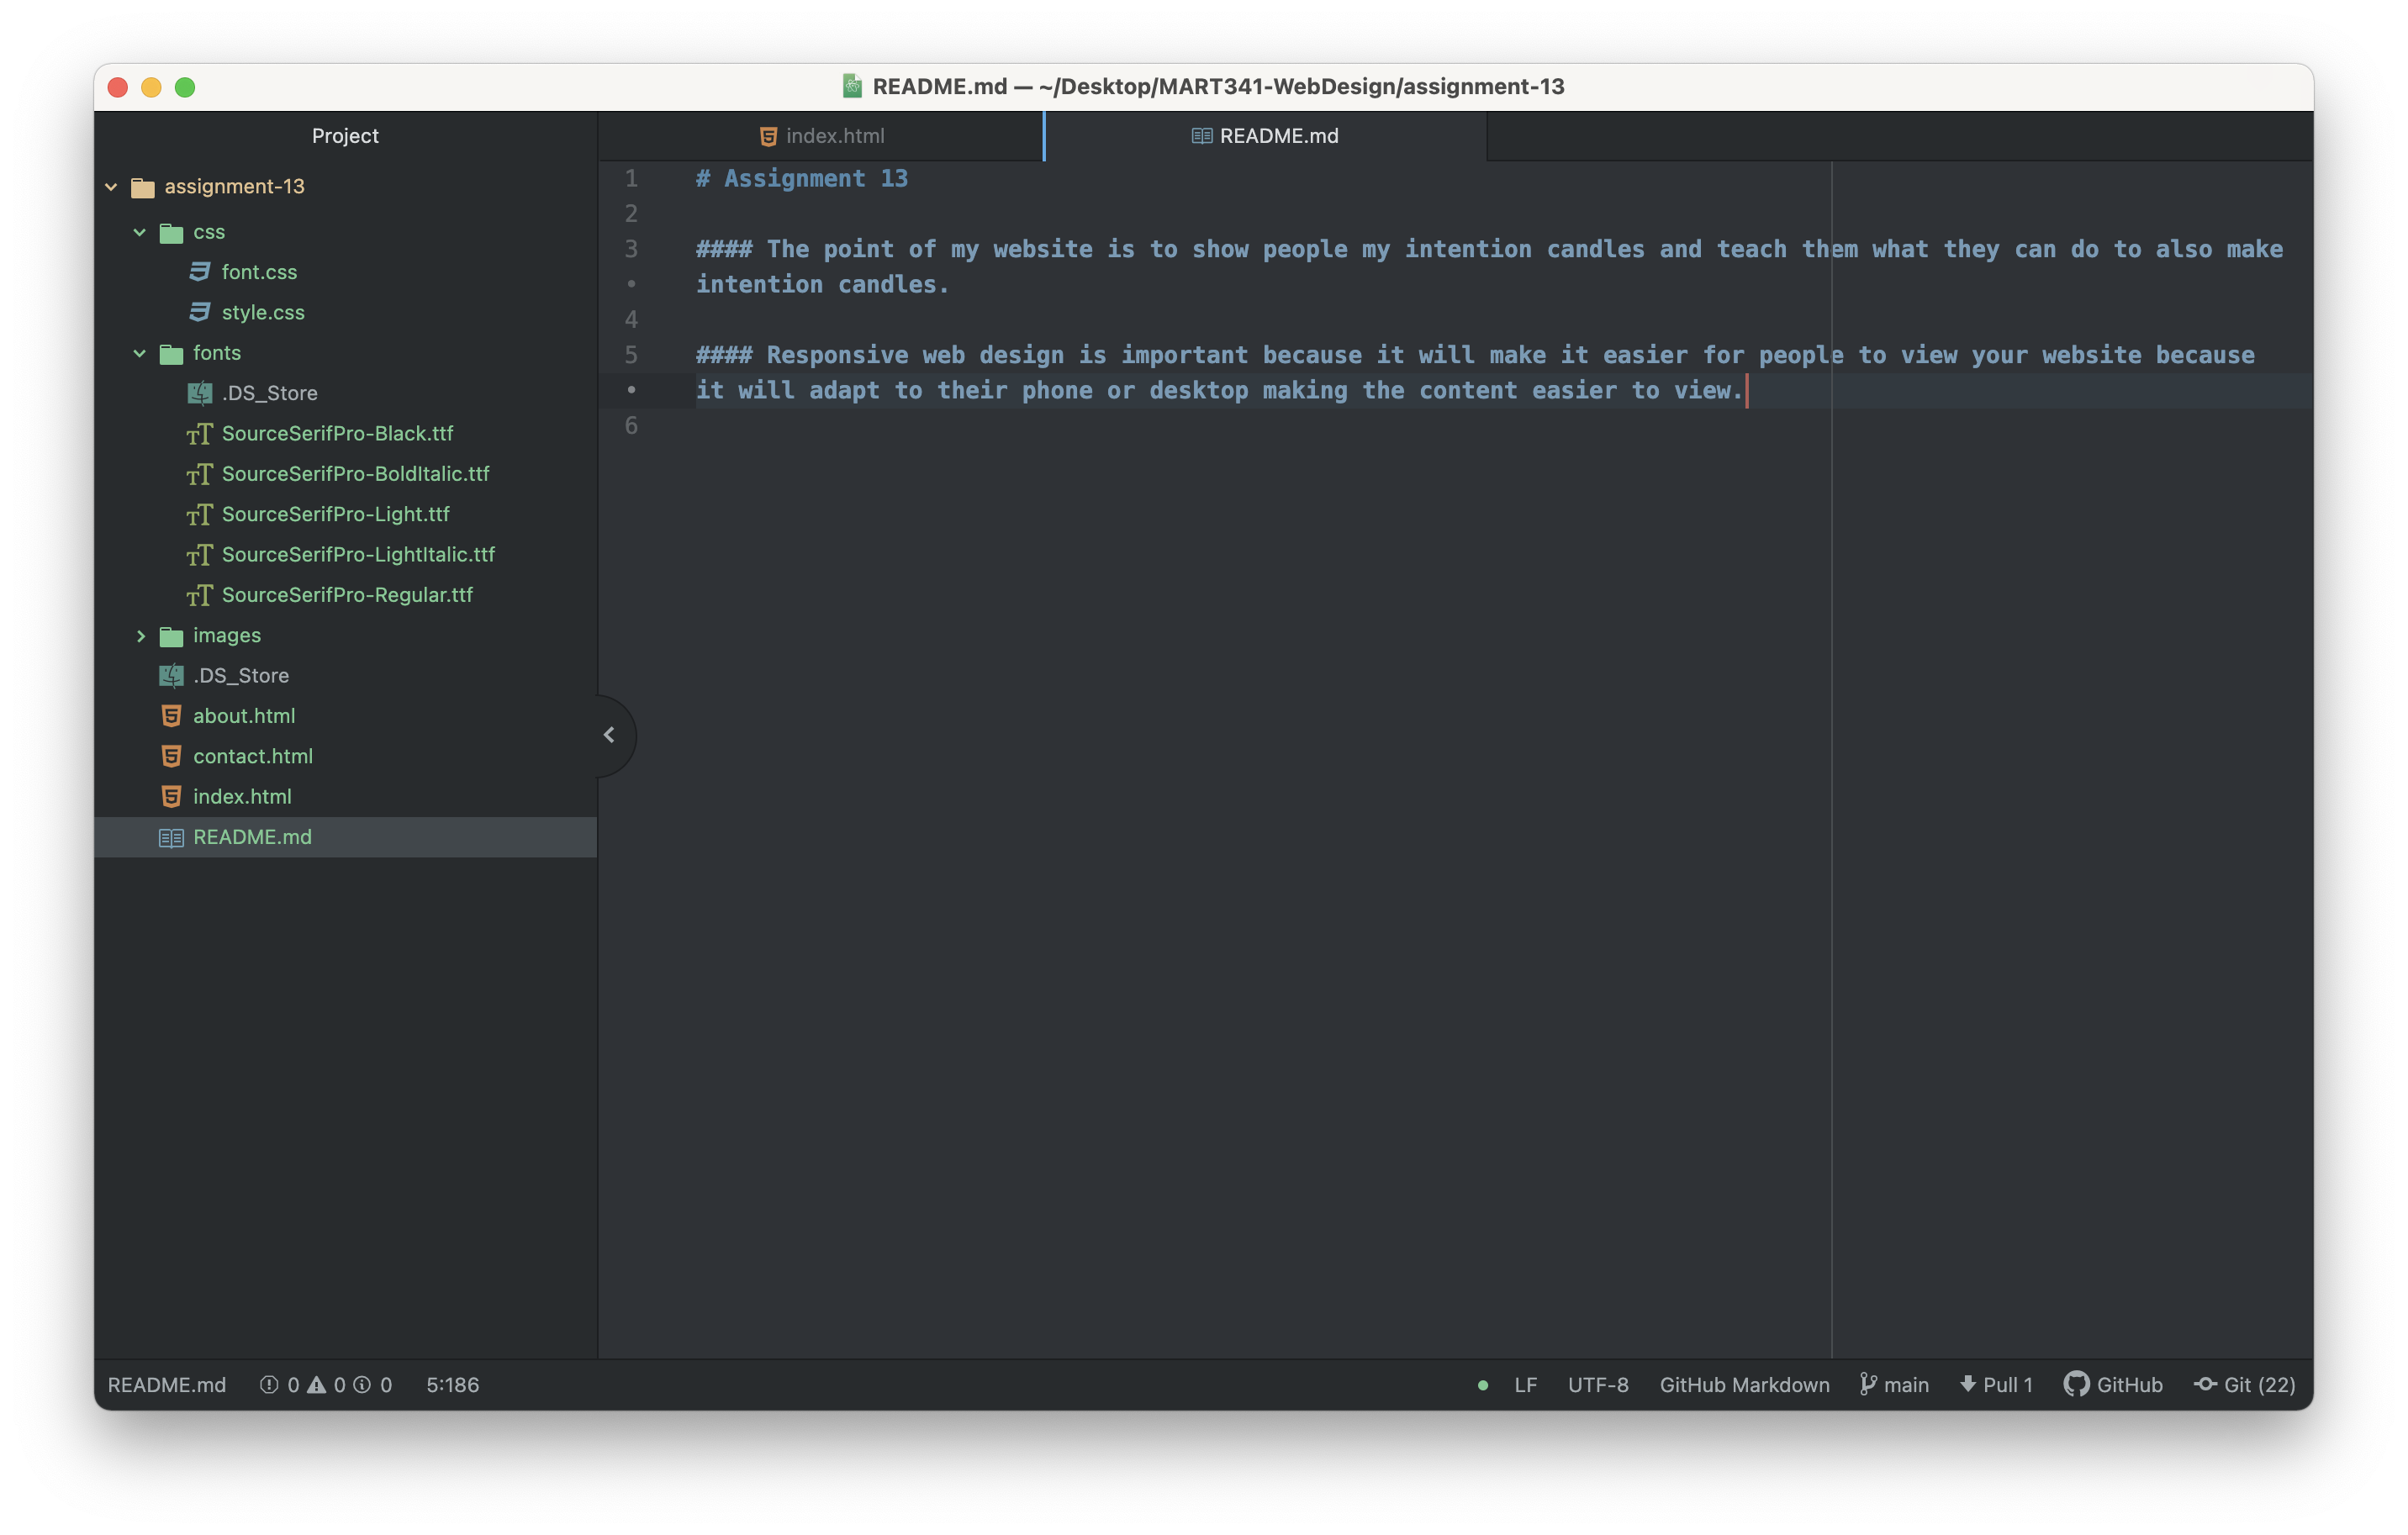 README.md — ~/Desktop/MART341-WebDesign/assignment-13
Project
assignment-13
css
font.css
style.css
fonts
.DS_Store
SourceSerifPro-Black.ttf
SourceSerifPro-BoldItalic.ttf
SourceSerifPro-Light.ttf
SourceSerifPro-LightItalic.ttf
SourceSerifPro-Regular.ttf
images
.DS_Store
about.html
contact.html
index.html
README.md
index.html
README.md
1 # Assignment 13
2
3 #### The point of my website is to show people my intention candles and teach them what they can do to also make
• intention candles.
4
5 #### Responsive web design is important because it will make it easier for people to view your website because
• it will adapt to their phone or desktop making the content easier to view.
6
README.md 0 0 0 5:186
LF UTF-8 GitHub Markdown main Pull 1 GitHub Git (22)